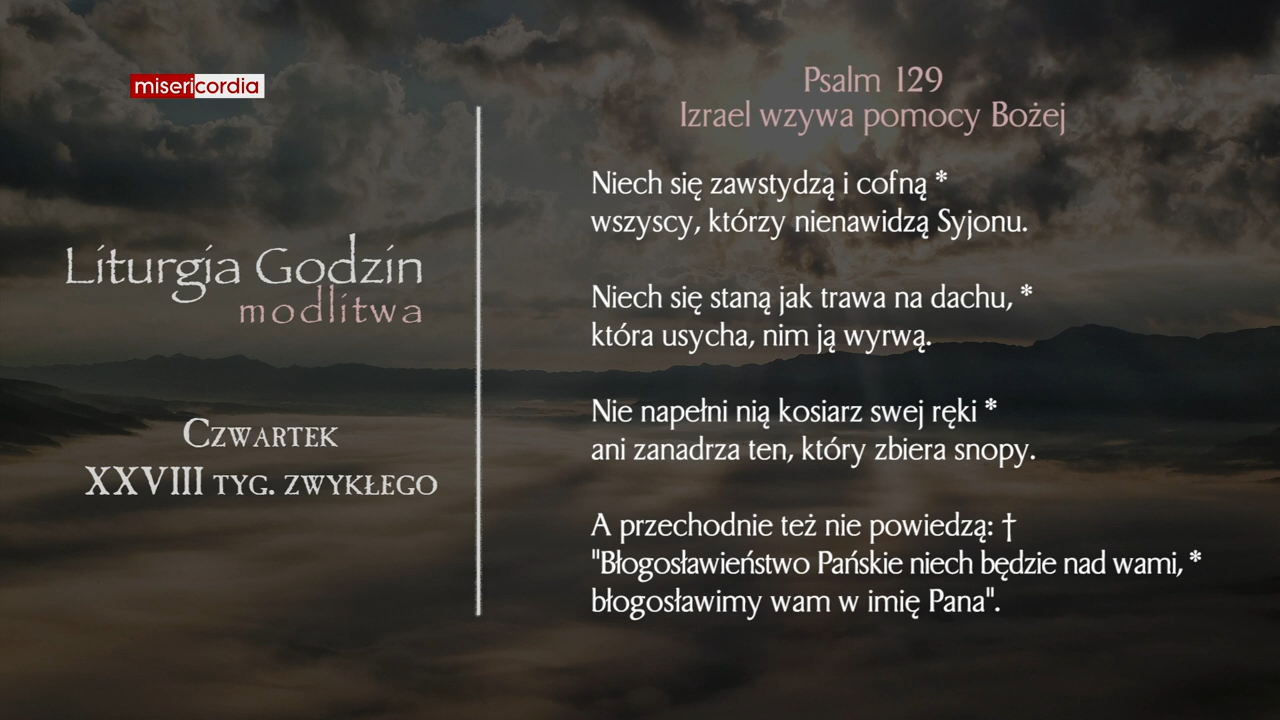 misericordia
Liturgia Godzin
modlitwa
Czwartek
XXVIII tyg. zwykłego
Psalm 129
Izrael wzywa pomocy Bożej
Niech się zawstydzą i cofną *
wszyscy, którzy nienawidzą Syjonu.
Niech się staną jak trawa na dachu, *
która usycha, nim ją wyrwą.
Nie napełni nią kosiarz swej ręki *
ani zanadrza ten, który zbiera snopy.
A przechodnie też nie powiedzą: †
"Błogosławieństwo Pańskie niech będzie nad wami, *
błogosławimy wam w imię Pana".